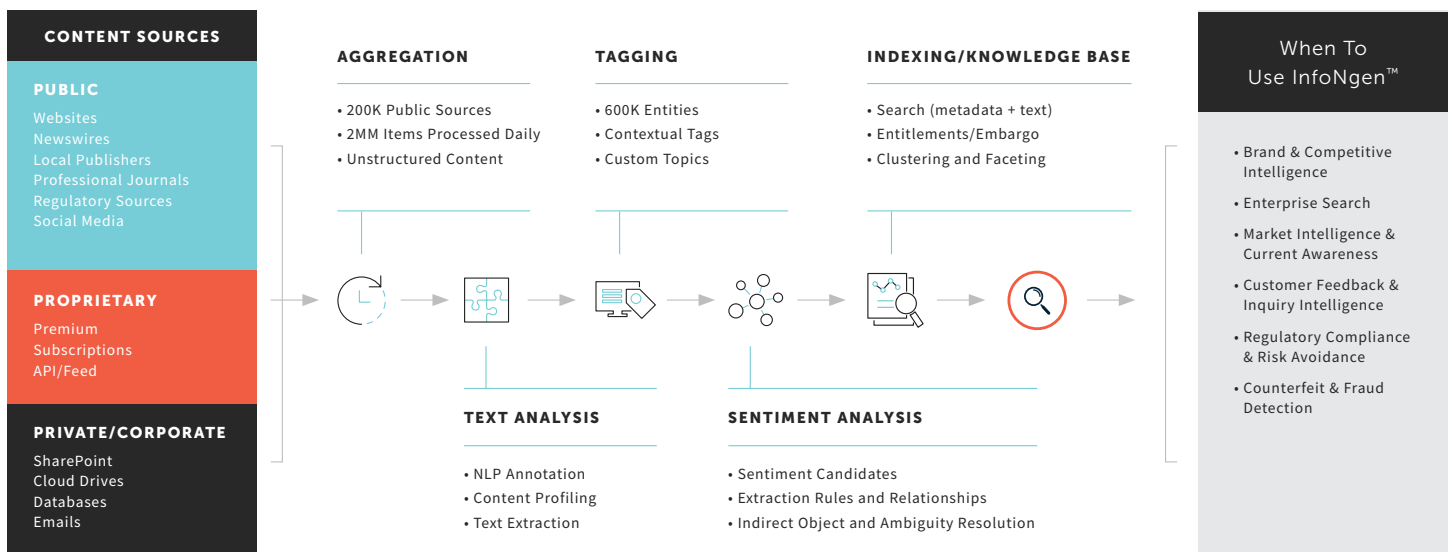 CONTENT SOURCES
PUBLIC
Websites
Newswires
Local Publishers
Professional Journals
Regulatory Sources
Social Media
PROPRIETARY
Premium
Subscriptions
API/Feed
PRIVATE/CORPORATE
SharePoint
Cloud Drives
Databases
Emails
AGGREGATION
• 200K Public Sources
• 2MM Items Processed Daily
• Unstructured Content
TAGGING
• 600K Entities
• Contextual Tags
• Custom Topics
INDEXING/KNOWLEDGE BASE
• Search (metadata + text)
• Entitlements/Embargo
• Clustering and Faceting
TEXT ANALYSIS
• NLP Annotation
• Content Profiling
• Text Extraction
SENTIMENT ANALYSIS
• Sentiment Candidates
• Extraction Rules and Relationships
• Indirect Object and Ambiguity Resolution
When To
Use InfoNgen™
• Brand & Competitive
Intelligence
• Enterprise Search
• Market Intelligence &
Current Awareness
• Customer Feedback &
Inquiry Intelligence
• Regulatory Compliance
& Risk Avoidance
• Counterfeit & Fraud
Detection